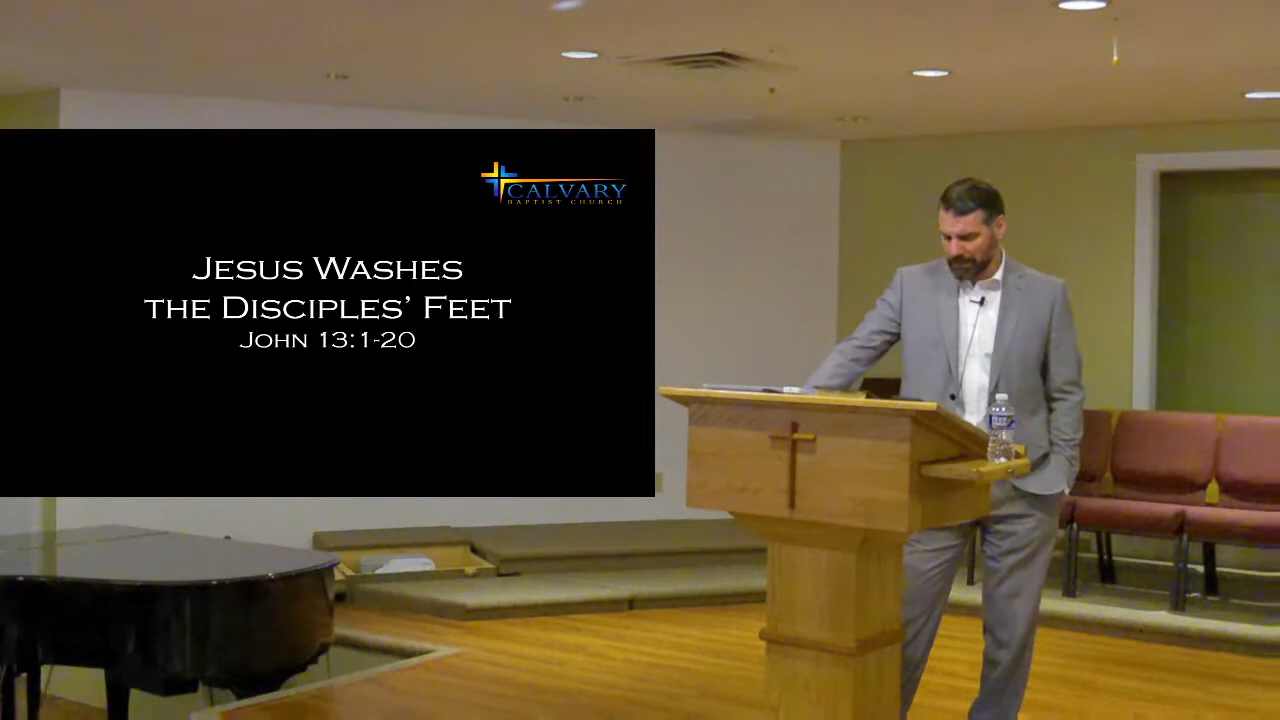 CALVARY
BAPTIST CHURCH
JESUS WASHES
THE DISCIPLES' FEET
JOHN 13:1-20